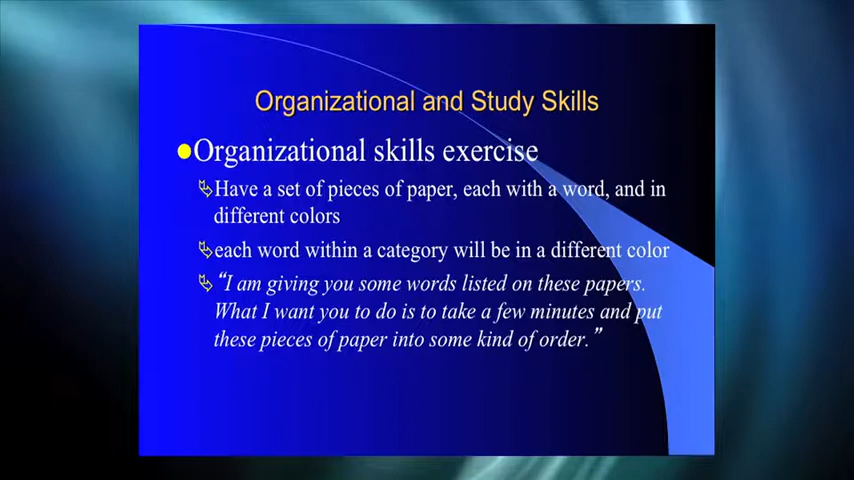 Organizational and Study Skills
Organizational skills exercise
Have a set of pieces of paper, each with a word, and in
different colors
each word within a category will be in a different color
“I am giving you some words listed on these papers.
What I want you to do is to take a few minutes and put
these pieces of paper into some kind of order.”